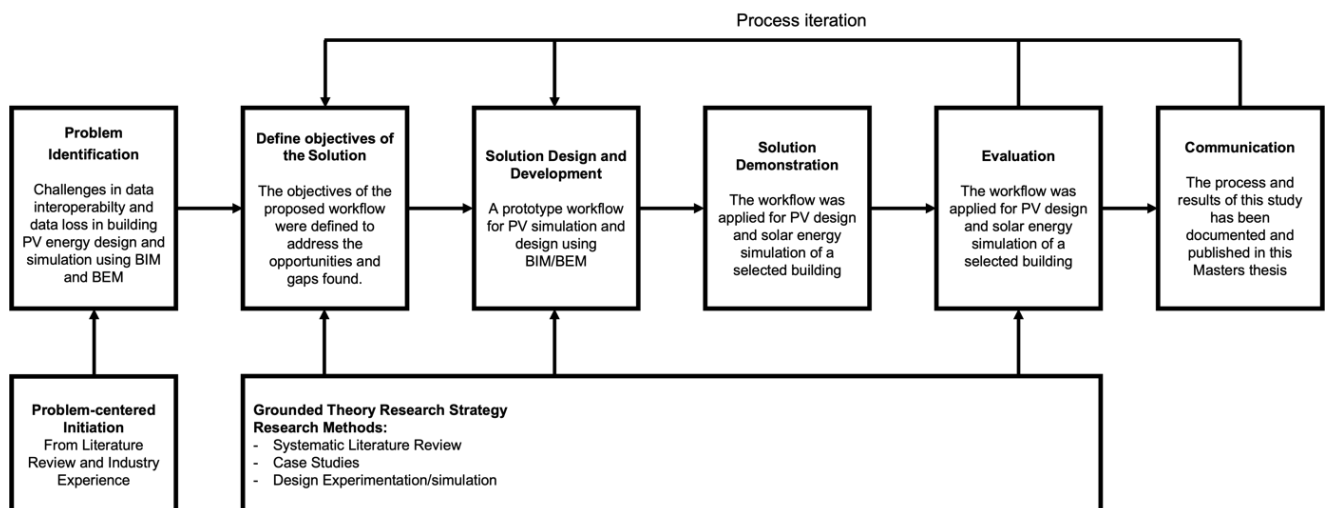 Process iteration
Problem
Identification
Challenges in data
interoperabilty and
data loss in building
PV energy design and
simulation using BIM
and BEM
Define objectives of
the Solution
The objectives of the
proposed workflow
were defined to
address the
opportunities and
gaps found.
Solution Design and
Development
A prototype workflow
for PV simulation and
design using
BIM/BEM
Solution
Demonstration
The workflow was
applied for PV design
and solar energy
simulation of a
selected building
Evaluation
The workflow was
applied for PV design
and solar energy
simulation of a
selected building
Communication
The process and
results of this study
has been
documented and
published in this
Masters thesis
Problem-centered
Initiation
From Literature
Review and Industry
Experience
Grounded Theory Research Strategy
Research Methods:
- Systematic Literature Review
- Case Studies
- Design Experimentation/simulation